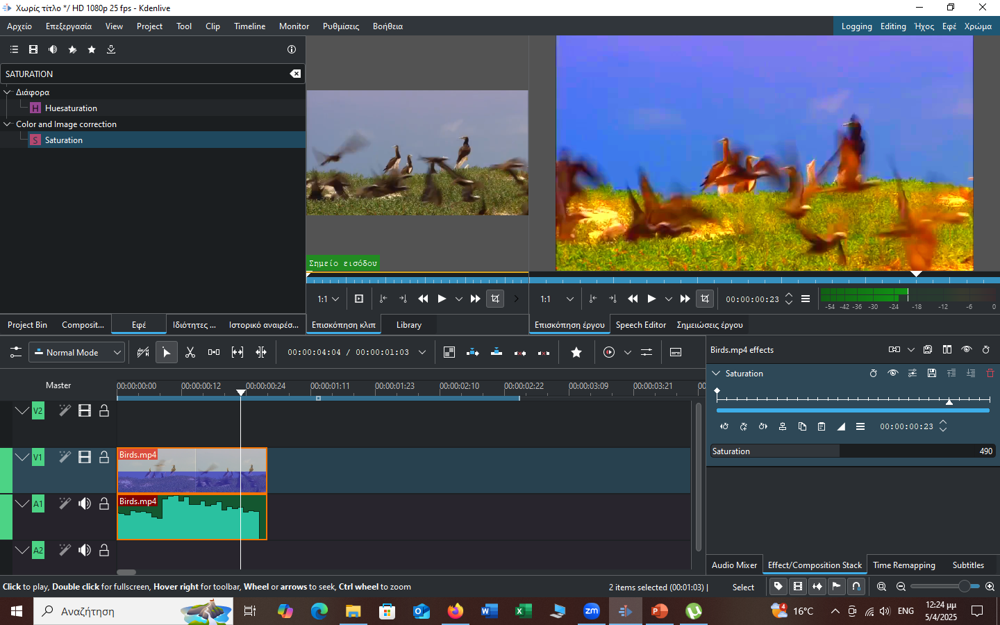 Χωρίς τίτλο */ HD 1080p 25 fps - Kdenlive
Αρχείο Επεξεργασία View Project Tool Clip Timeline Monitor Ρυθμίσεις Βοήθεια
Logging Editing Ήχος Εφέ Χρώμα
SATURATION
Διάφορα
H Huesaturation
Color and Image correction
S Saturation
Σημείο εισόδου
1:1
1:1
00:00:00:23
-54 -42 -36 -30 -24 -18 -12 -6 0
Project Bin Composit... Εφέ Ιδιότητες ... Ιστορικό αναιρέσ...
Επισκόπηση κλιπ Library
Επισκόπηση έργου Speech Editor Σημειώσεις έργου
Normal Mode
00:00:04:04 / 00:00:01:03
Master
00:00:00:00 00:00:00:12 00:00:00:24 00:00:01:11 00:00:01:23 00:00:02:10 00:00:02:22 00:00:03:09 00:00:03:21 00
V2
V1
Birds.mp4
A1
Birds.mp4
A2
Birds.mp4 effects
Saturation
00:00:00:23
Saturation 490
Audio Mixer Effect/Composition Stack Time Remapping Subtitles
Click to play, Double click for fullscreen, Hover right for toolbar, Wheel or arrows to seek, Ctrl wheel to zoom
2 items selected (00:01:03) |
Select
Αναζήτηση
zm
4
16°C
ENG
12:24 μμ
5/4/2025